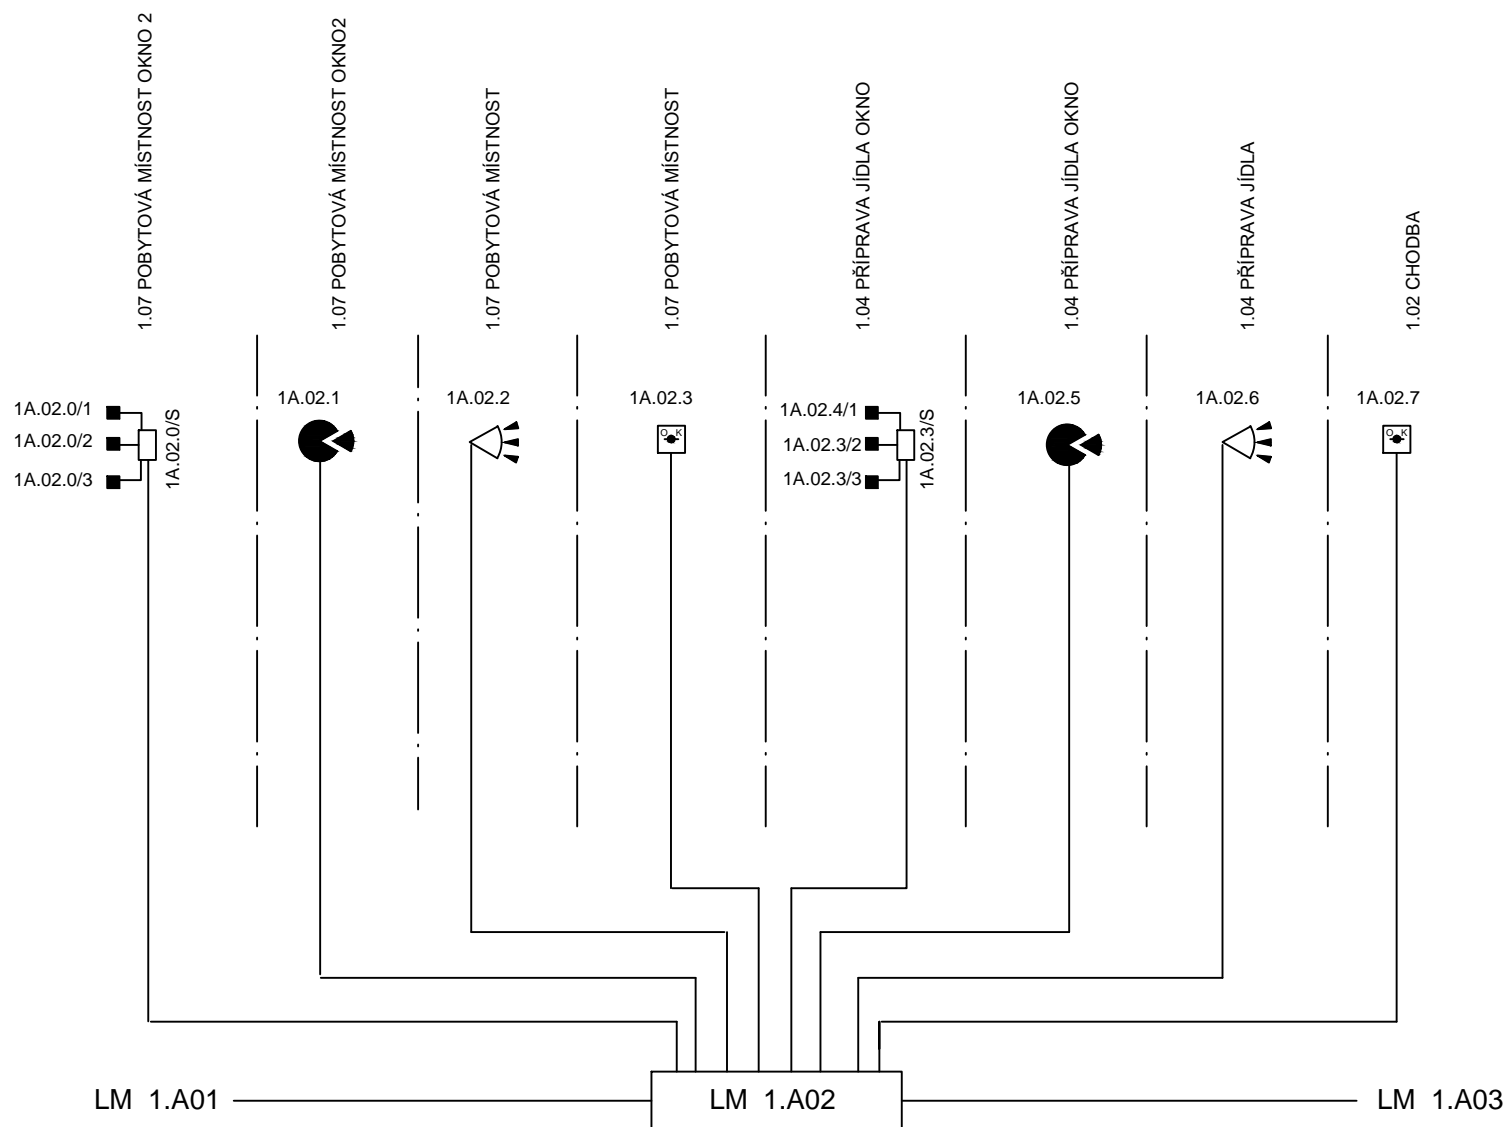 1.07 POBYTOVÁ MÍSTNOST OKNO 2
1.07 POBYTOVÁ MÍSTNOST OKNO2
1.07 POBYTOVÁ MÍSTNOST
1.07 POBYTOVÁ MÍSTNOST
1.04 PŘÍPRAVA JÍDLA OKNO
1.04 PŘÍPRAVA JÍDLA OKNO
1.04 PŘÍPRAVA JÍDLA
1.02 CHODBA
1A.02.0/1
1A.02.0/2
1A.02.0/3
1A.02.0/S
1A.02.1
1A.02.2
1A.02.3
O K
1A.02.4/1
1A.02.3/2
1A.02.3/3
1A.02.3/S
1A.02.5
1A.02.6
1A.02.7
O K
LM 1.A01
LM 1.A02
LM 1.A03